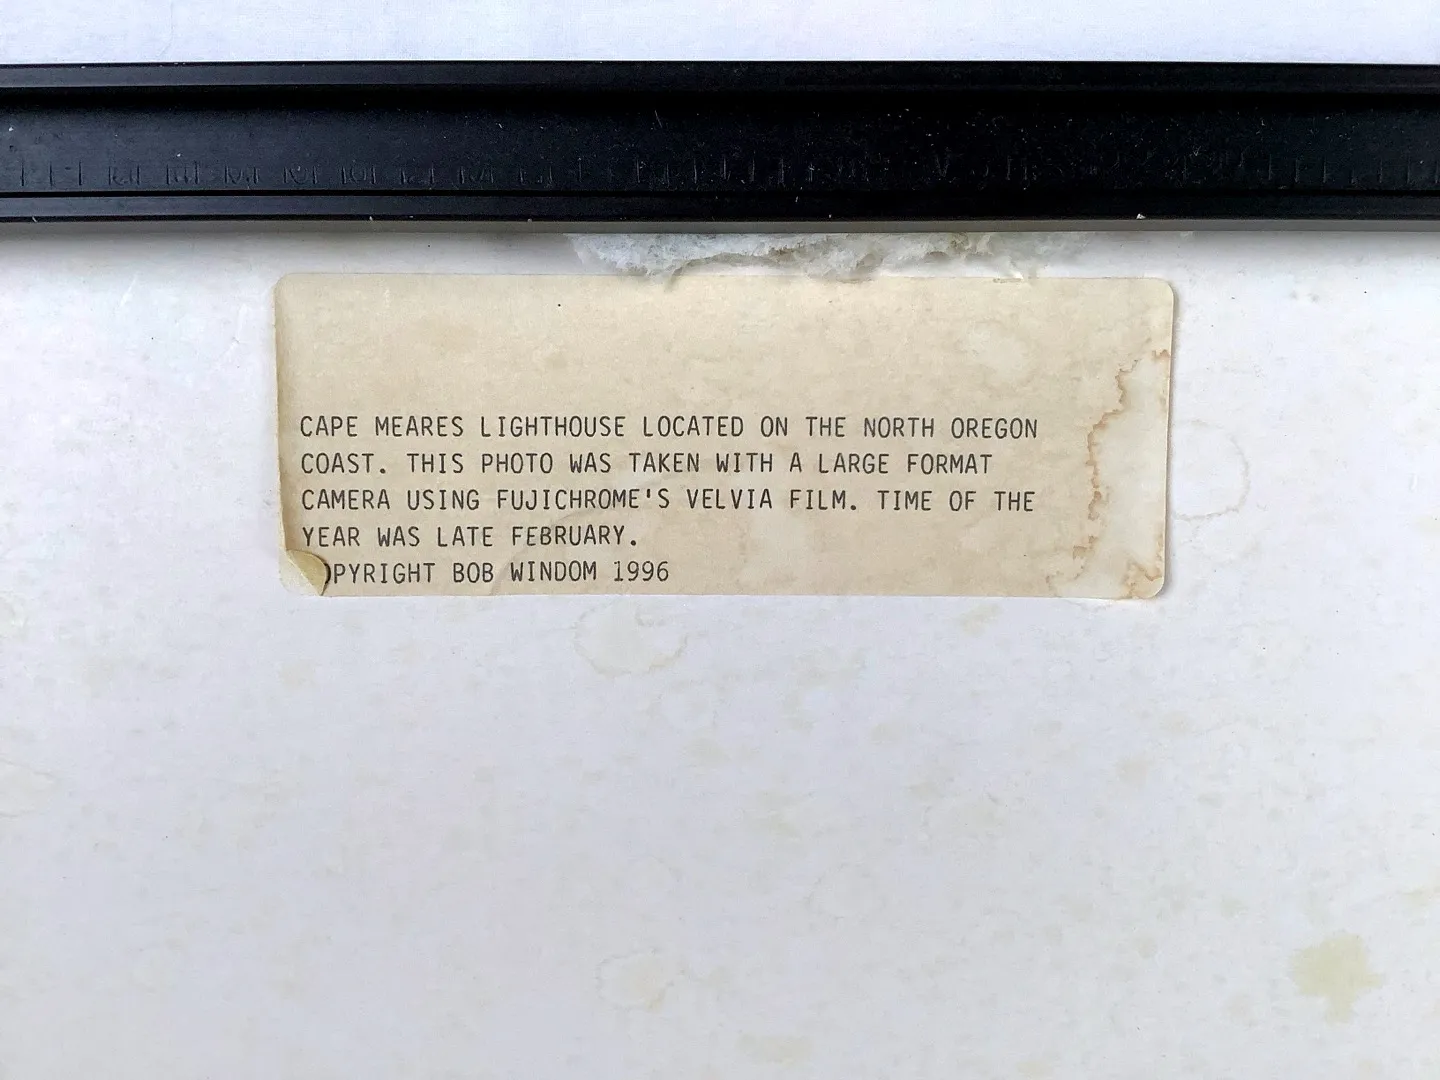 CAPE MEARES LIGHTHOUSE LOCATED ON THE NORTH OREGON
COAST. THIS PHOTO WAS TAKEN WITH A LARGE FORMAT
CAMERA USING FUJICHROME'S VELVIA FILM. TIME OF THE
YEAR WAS LATE FEBRUARY.
OPYRIGHT BOB WINDOM 1996